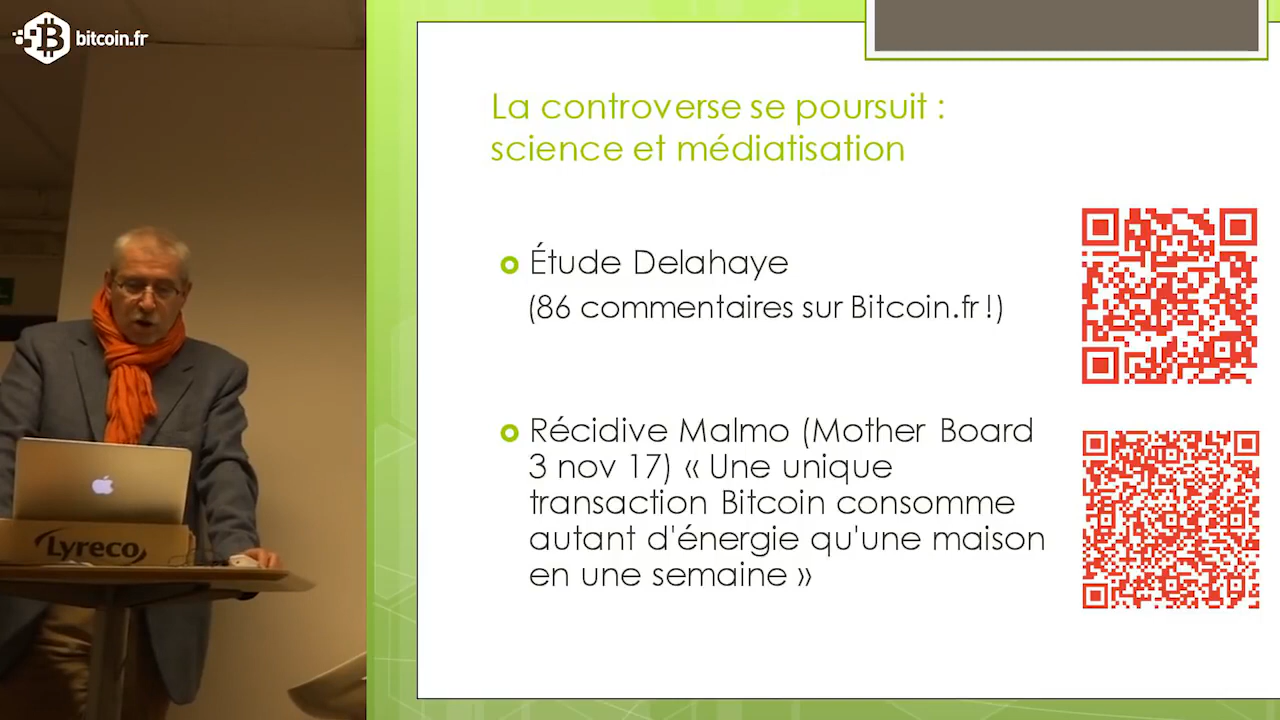 bitcoin.fr
La controverse se poursuit :
science et médiatisation
Étude Delahaye
(86 commentaires sur Bitcoin.fr !)
Récidive Malmo (Mother Board
3 nov 17) « Une unique
transaction Bitcoin consomme
autant d'énergie qu'une maison
en une semaine »
Lyreco